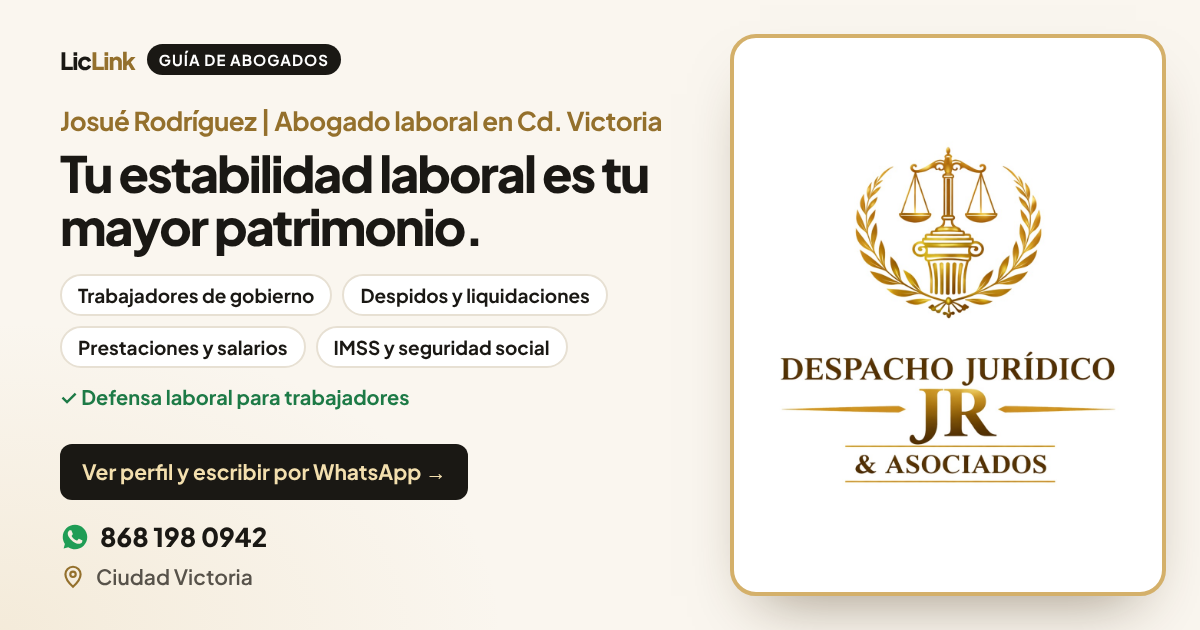 LicLink GUÍA DE ABOGADOS
Josué Rodríguez | Abogado laboral en Cd. Victoria
Tu estabilidad laboral es tu
mayor patrimonio.
Trabajadores de gobierno
Despidos y liquidaciones
Prestaciones y salarios
IMSS y seguridad social
✓ Defensa laboral para trabajadores
Ver perfil y escribir por WhatsApp →
868 198 0942
Ciudad Victoria
DESPACHO JURÍDICO
JR
& ASOCIADOS